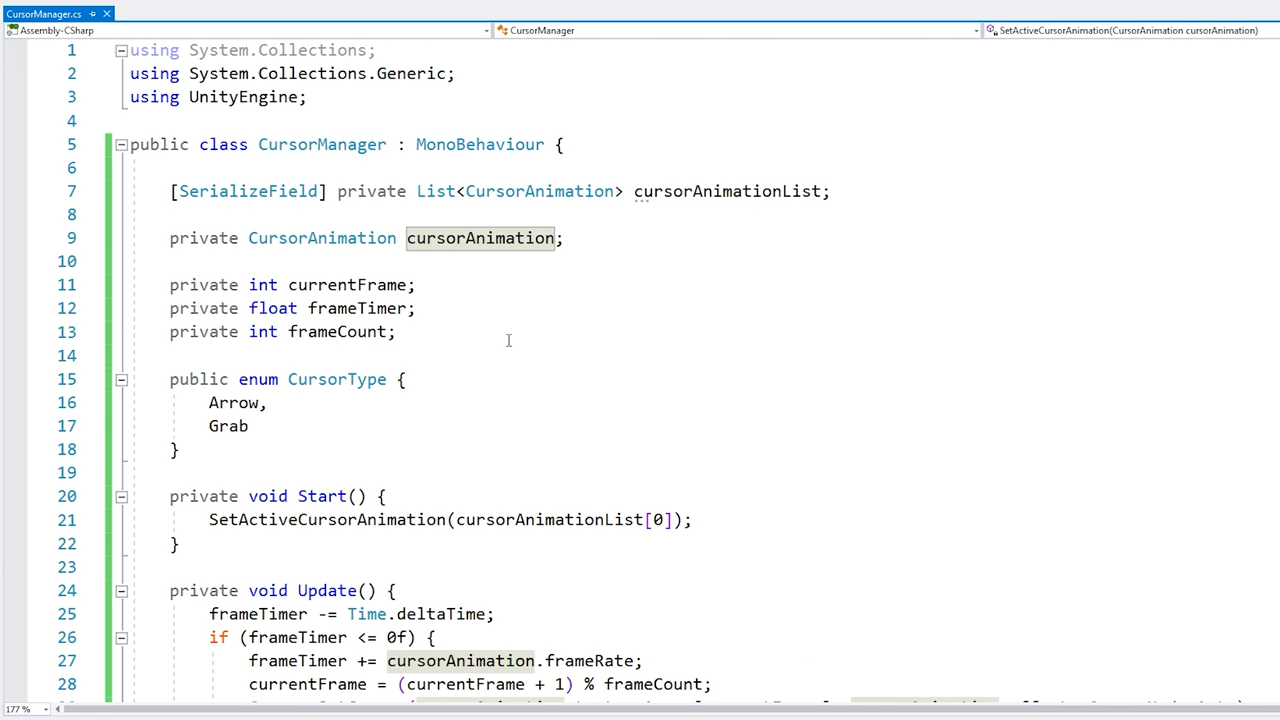 CursorManager.cs
Assembly-CSharp CursorManager SetActiveCursorAnimation(CursorAnimation cursorAnimation)
1 using System.Collections;
2 using System.Collections.Generic;
3 using UnityEngine;
4
5 public class CursorManager : MonoBehaviour {
6
7 [SerializeField] private List<CursorAnimation> cursorAnimationList;
8
9 private CursorAnimation cursorAnimation;
10
11 private int currentFrame;
12 private float frameTimer;
13 private int frameCount;
14
15 public enum CursorType {
16 Arrow,
17 Grab
18 }
19
20 private void Start() {
21 SetActiveCursorAnimation(cursorAnimationList[0]);
22 }
23
24 private void Update() {
25 frameTimer -= Time.deltaTime;
26 if (frameTimer <= 0f) {
27 frameTimer += cursorAnimation.frameRate;
28 currentFrame = (currentFrame + 1) % frameCount;
177 %